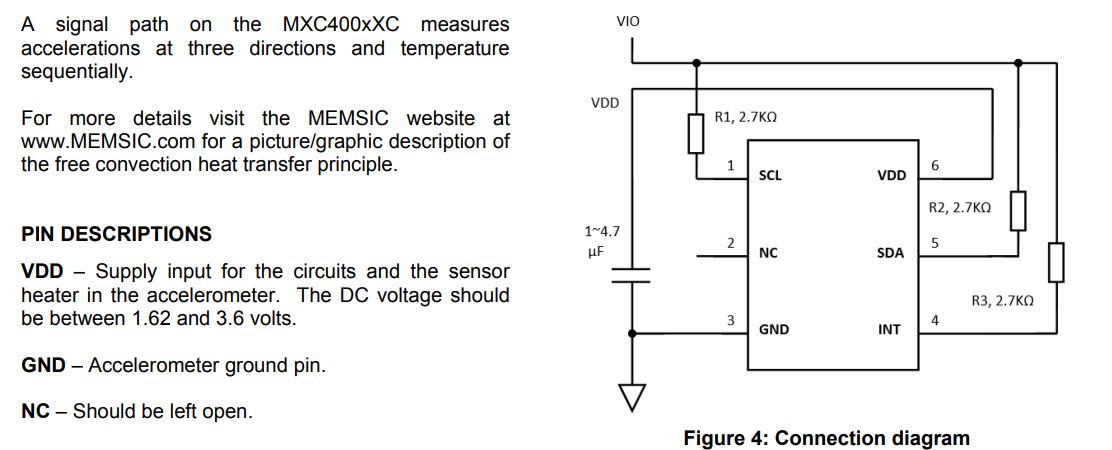 A signal path on the MXC400xXC measures
accelerations at three directions and temperature
sequentially.
For more details visit the MEMSIC website at
www.MEMSIC.com for a picture/graphic description of
the free convection heat transfer principle.
PIN DESCRIPTIONS
VDD – Supply input for the circuits and the sensor
heater in the accelerometer. The DC voltage should
be between 1.62 and 3.6 volts.
GND – Accelerometer ground pin.
NC – Should be left open.
VIO
VDD
R1, 2.7KΩ
1
SCL
VDD
6
R2, 2.7KΩ
1~4.7
µF
2
NC
SDA
5
R3, 2.7KΩ
3
GND
INT
4
Figure 4: Connection diagram